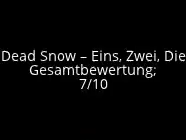 Dead Snow – Eins, Zwei, Die
Gesamtbewertung;
7/10